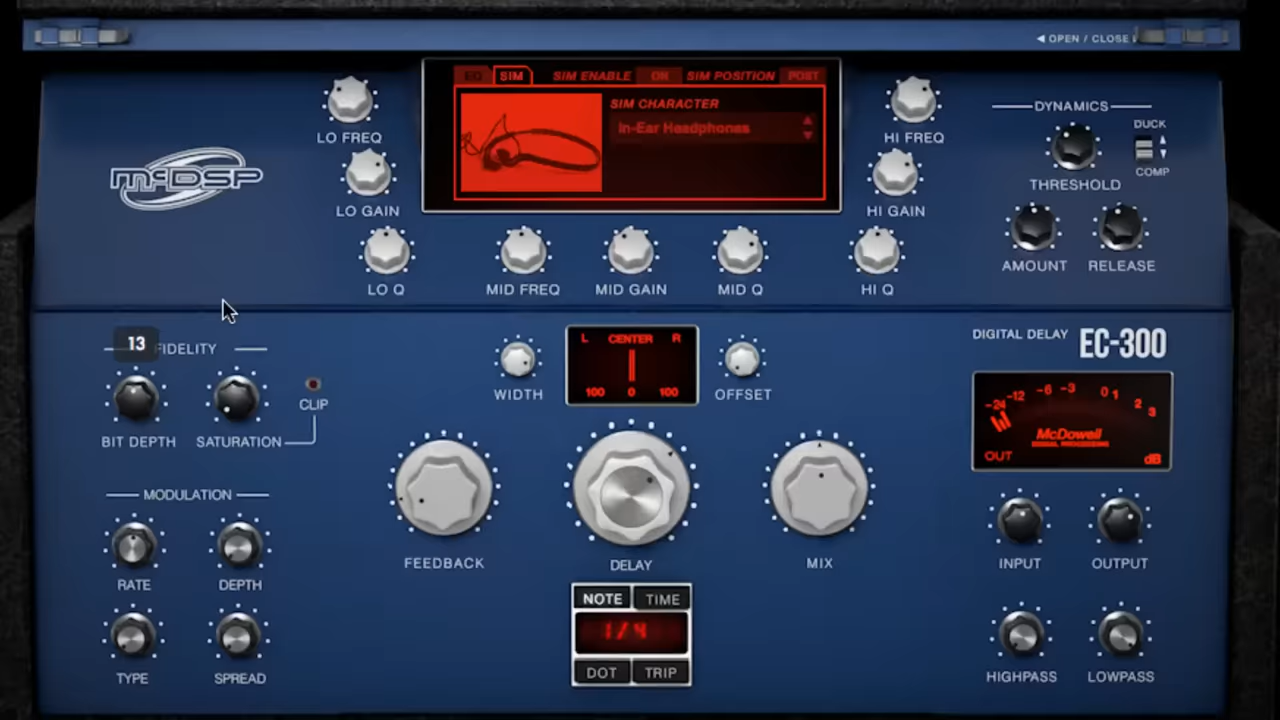 ◄ OPEN / CLOSE
EQ SIM SIM ENABLE ON SIM POSITION POST
SIM CHARACTER
In-Ear Headphones
McDSP
LO FREQ
LO GAIN
LO Q
MID FREQ
MID GAIN
MID Q
HI FREQ
HI GAIN
HI Q
DYNAMICS
DUCK
COMP
THRESHOLD
AMOUNT
RELEASE
13
FIDELITY
BIT DEPTH
SATURATION
CLIP
MODULATION
RATE
DEPTH
TYPE
SPREAD
WIDTH
L CENTER R
100 0 100
OFFSET
FEEDBACK
DELAY
MIX
NOTE TIME
1/4
DOT TRIP
DIGITAL DELAY EC-300
-24 -12 -6 -3 0 1 2 3
McDowell
SIGNAL PROCESSING
OUT dB
INPUT
OUTPUT
HIGHPASS
LOWPASS